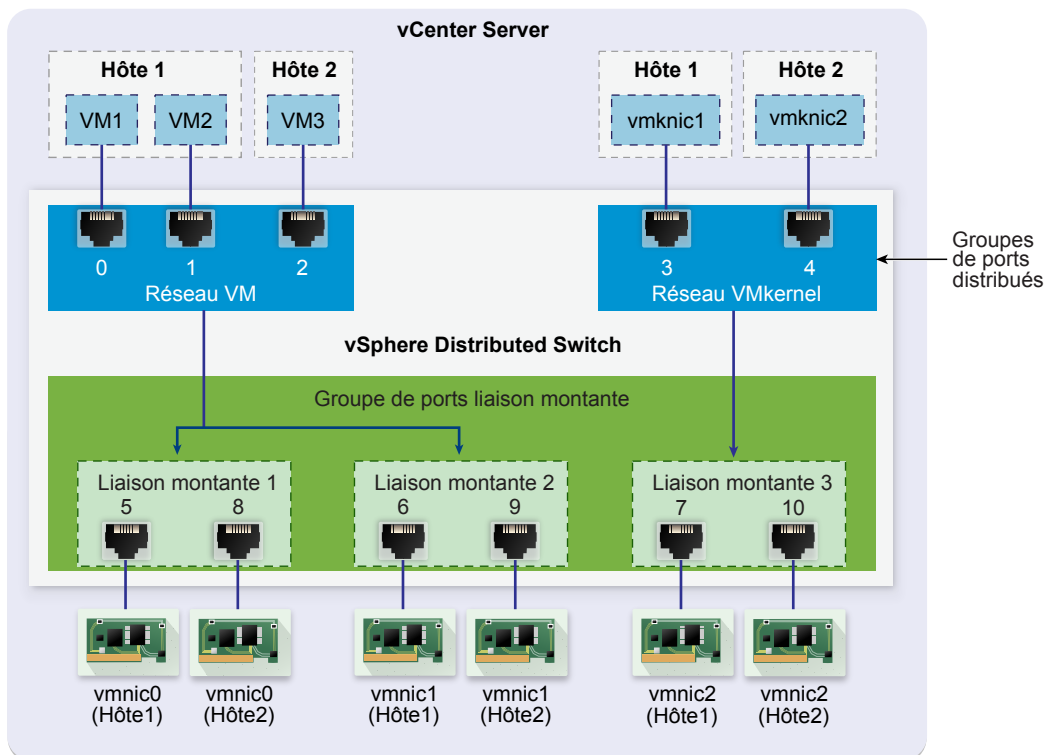 vCenter Server
Hôte 1
Hôte 2
Hôte 1
Hôte 2
VM1
VM2
VM3
vmknic1
vmknic2
0
1
2
Réseau VM
3
4
Réseau VMkernel
Groupes
de ports
distribués
vSphere Distributed Switch
Groupe de ports liaison montante
Liaison montante 1
5
8
Liaison montante 2
6
9
Liaison montante 3
7
10
vmnic0
(Hôte1)
vmnic0
(Hôte2)
vmnic1
(Hôte1)
vmnic1
(Hôte2)
vmnic2
(Hôte1)
vmnic2
(Hôte2)